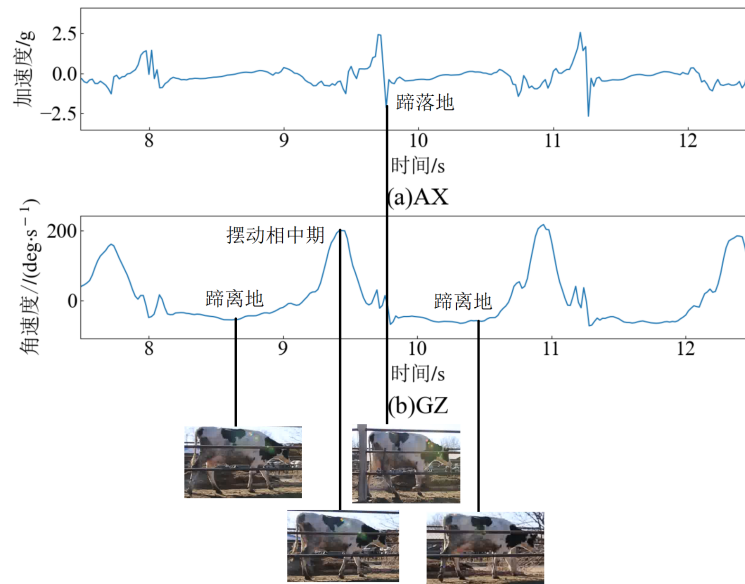 加速度/g
2.5
0.0
−2.5
蹄落地
8 9 10 11 12
时间/s
(a)AX
角速度//(deg·s⁻¹)
200
0
摆动相中期
蹄离地
蹄离地
8 9 10 11 12
时间/s
(b)GZ